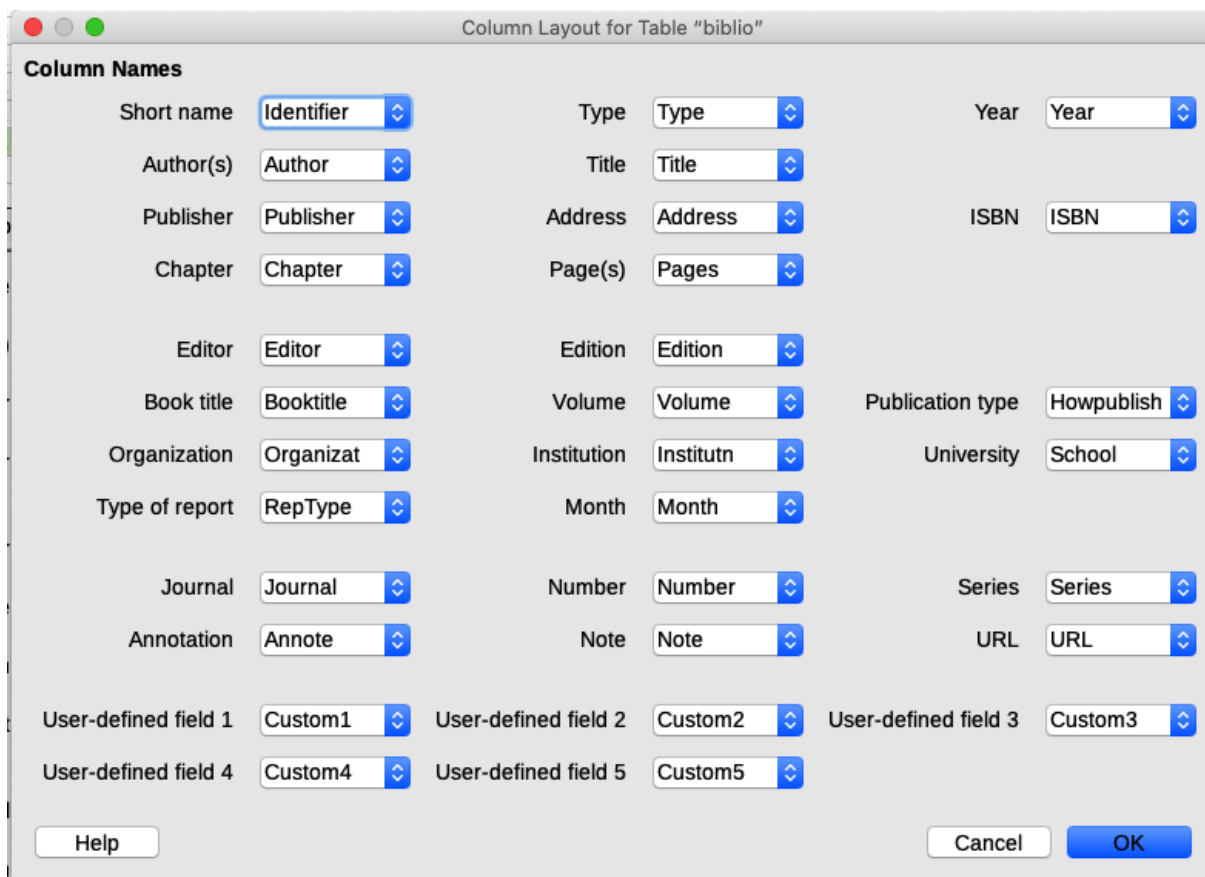 Column Layout for Table “biblio”
Column Names
Short name Identifier Type Type Year Year
Author(s) Author Title Title
Publisher Publisher Address Address ISBN ISBN
Chapter Chapter Page(s) Pages
Editor Editor Edition Edition
Book title Booktitle Volume Volume Publication type Howpublish
Organization Organizat Institution Institutn University School
Type of report RepType Month Month
Journal Journal Number Number Series Series
Annotation Annote Note Note URL URL
User-defined field 1 Custom1 User-defined field 2 Custom2 User-defined field 3 Custom3
User-defined field 4 Custom4 User-defined field 5 Custom5
Help Cancel OK